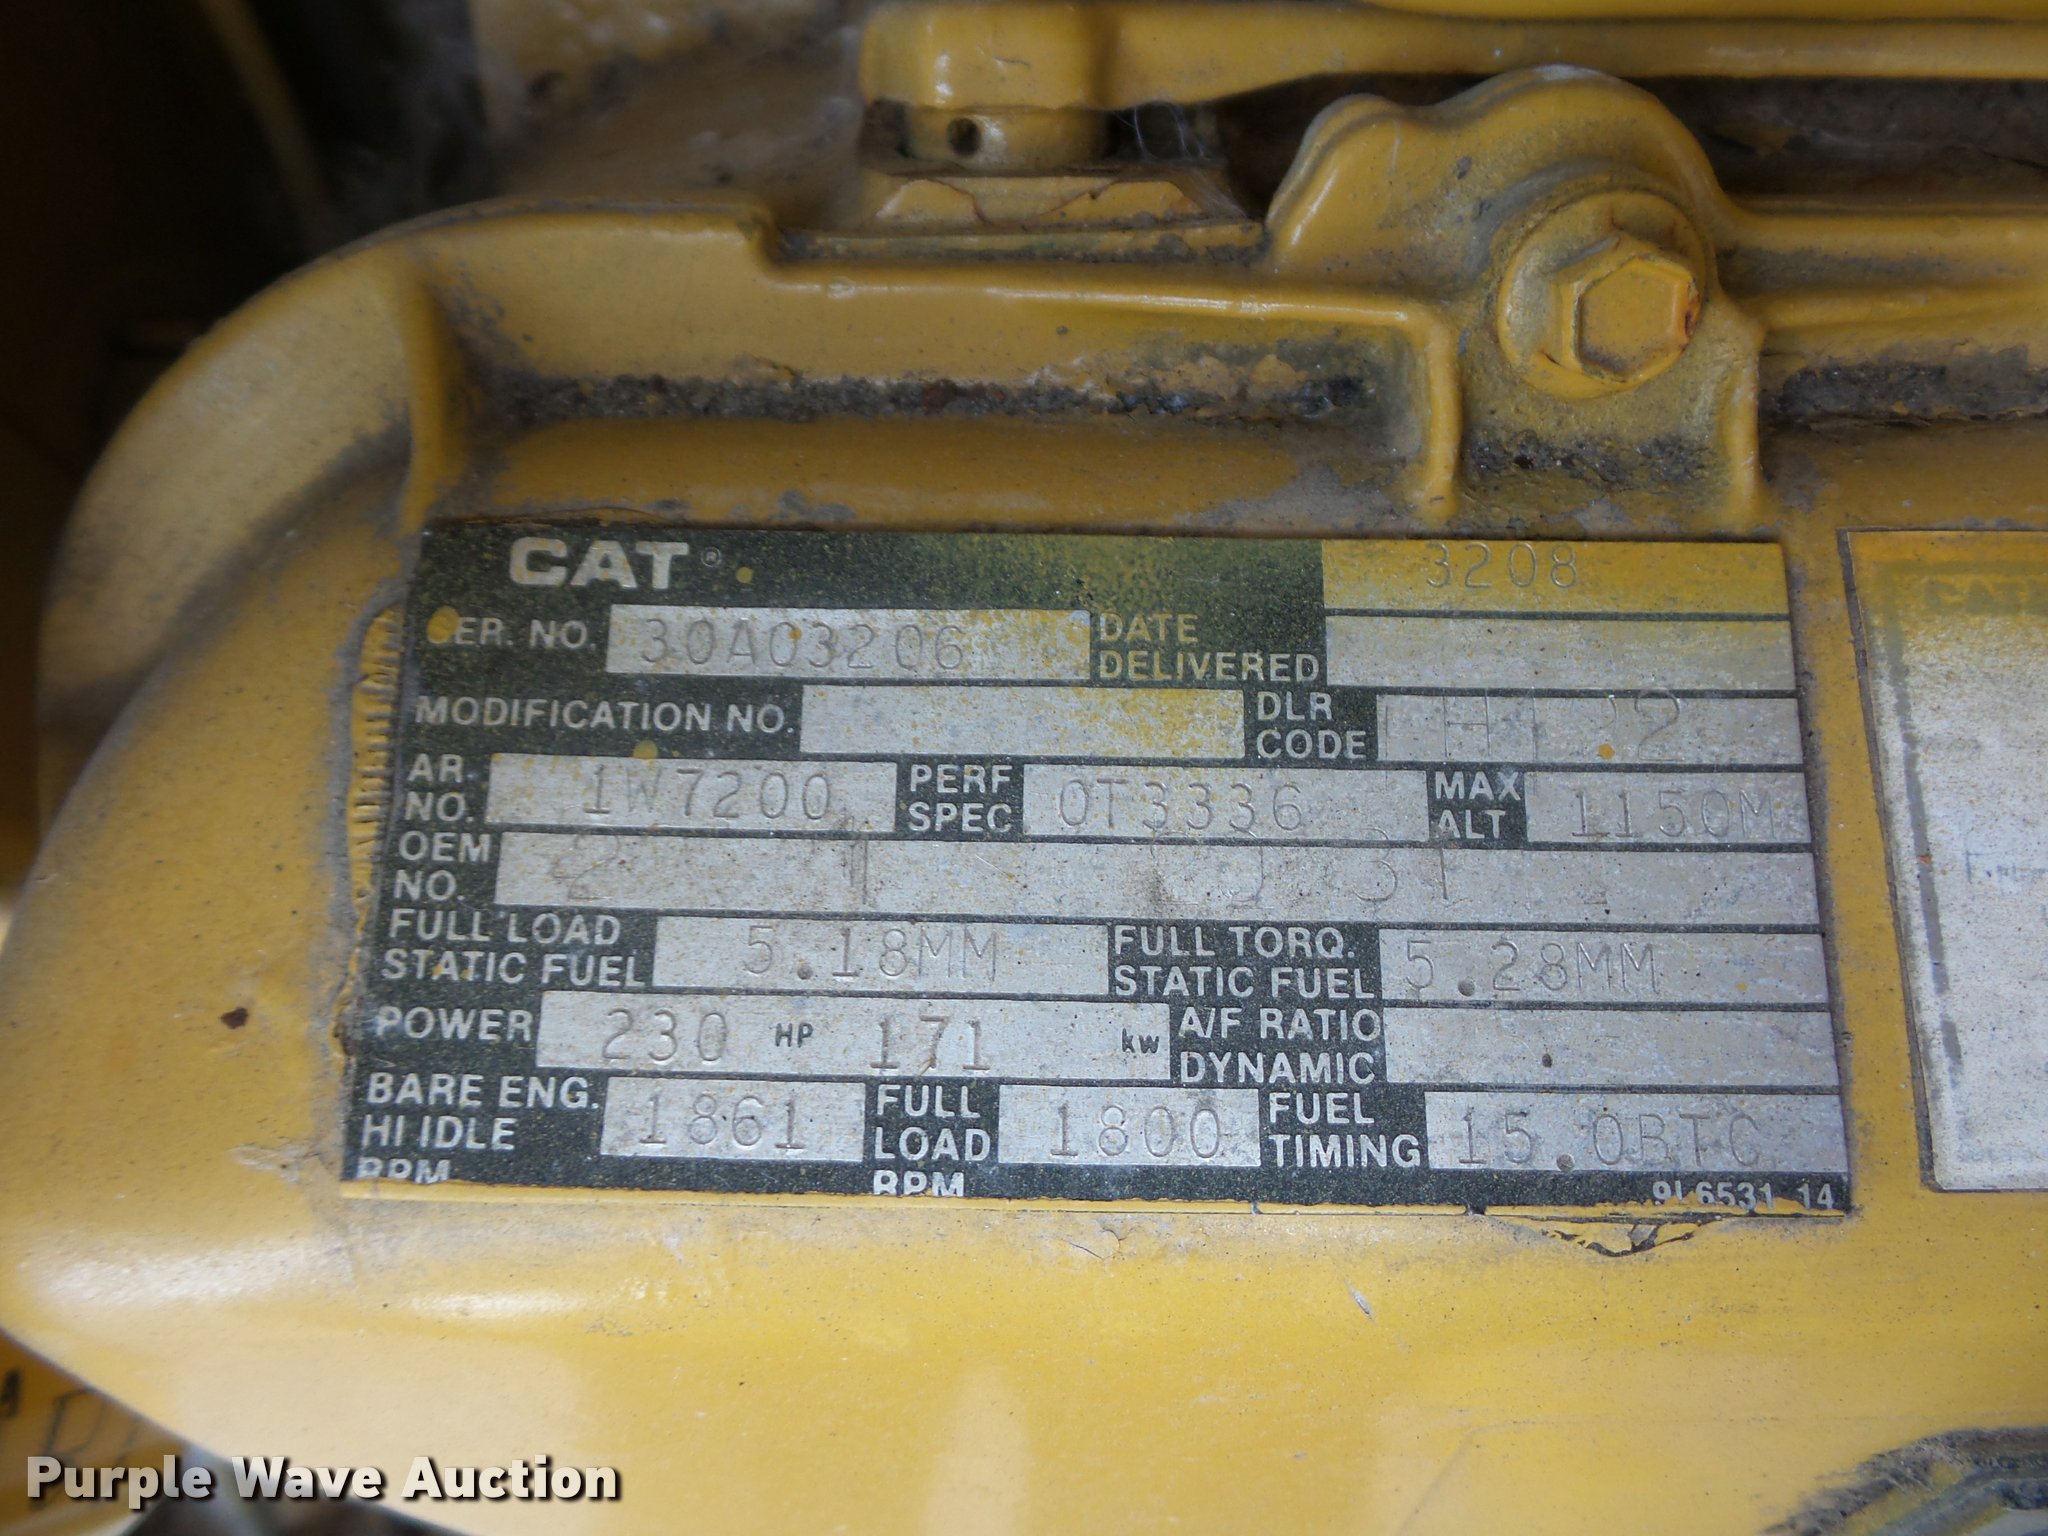 CAT®
3208
SER. NO. 30A03206 DATE DELIVERED
MODIFICATION NO. DLR CODE
AR NO. 1W7200 PERF SPEC 0T3336 MAX ALT 1150M
OEM NO.
FULL LOAD STATIC FUEL 5.18MM FULL TORQ. STATIC FUEL 5.28MM
POWER 230 HP 171 kW A/F RATIO DYNAMIC .
BARE ENG. HI IDLE RPM 1861 FULL LOAD RPM 1800 FUEL TIMING 15.0BTC
9L6531 14
Purple Wave Auction